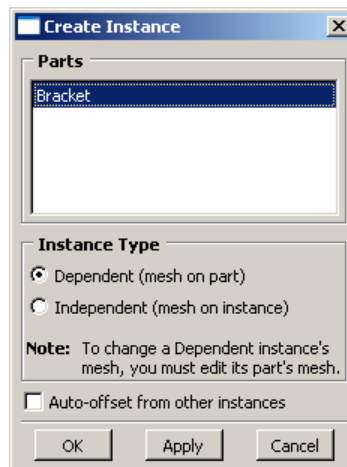 Create Instance
Parts
Bracket
Instance Type
Dependent (mesh on part)
Independent (mesh on instance)
Note: To change a Dependent instance's
mesh, you must edit its part's mesh.
Auto-offset from other instances
OK Apply Cancel